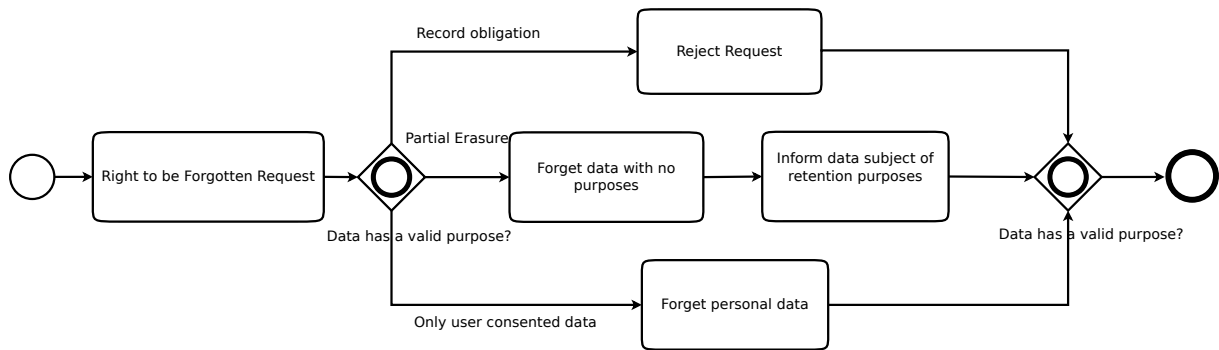 Record obligation
Reject Request
Partial Erasure
Right to be Forgotten Request
Forget data with no
purposes
Inform data subject of
retention purposes
Data has a valid purpose?
Data has a valid purpose?
Forget personal data
Only user consented data